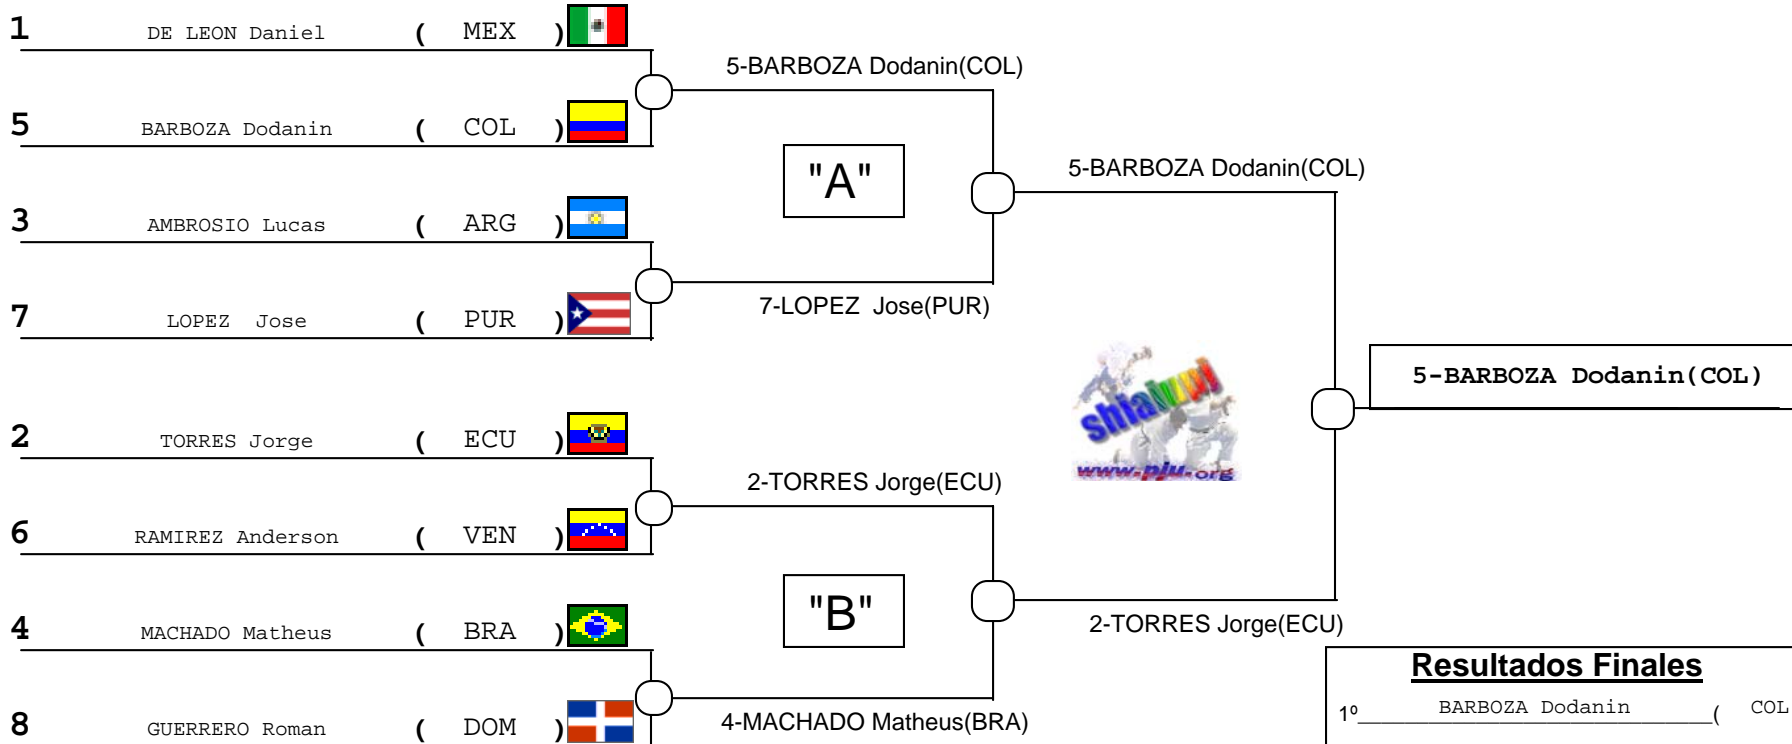 1 DE LEON Daniel ( MEX )
5-BARBOZA Dodanin(COL)
5 BARBOZA Dodanin ( COL )
"A"
5-BARBOZA Dodanin(COL)
3 AMBROSIO Lucas ( ARG )
7-LOPEZ Jose(PUR)
7 LOPEZ Jose ( PUR )
shiaiwpl
www.pju.org
5-BARBOZA Dodanin(COL)
2 TORRES Jorge ( ECU )
2-TORRES Jorge(ECU)
6 RAMIREZ Anderson ( VEN )
"B"
2-TORRES Jorge(ECU)
4 MACHADO Matheus ( BRA )
4-MACHADO Matheus(BRA)
8 GUERRERO Roman ( DOM )
Resultados Finales
1º BARBOZA Dodanin ( COL